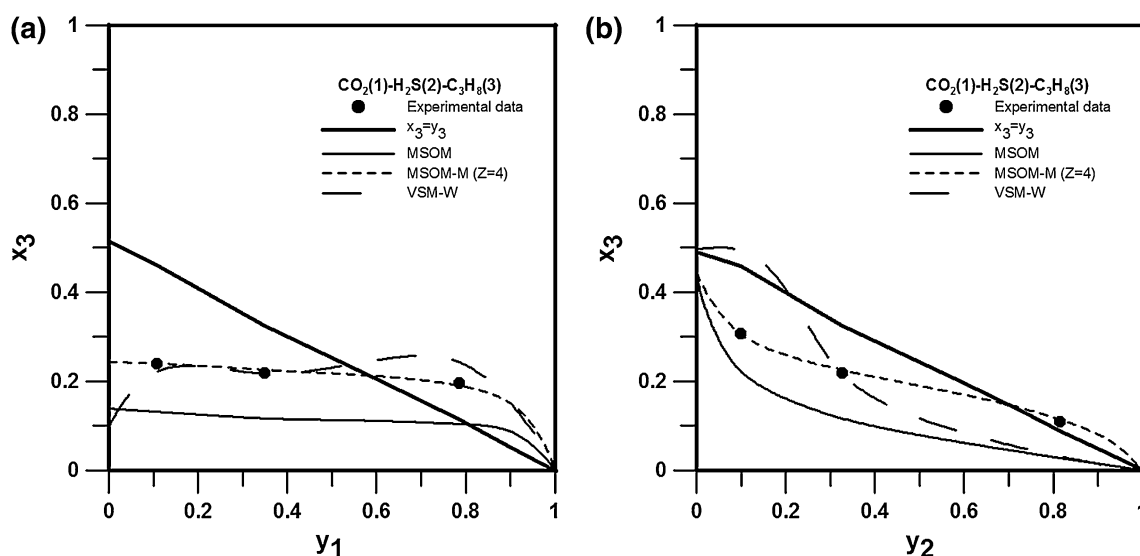 (a)
1
0.8
0.6
0.4
0.2
0
x3
CO2(1)-H2S(2)-C3H8(3)
Experimental data
x3=y3
MSOM
MSOM-M (Z=4)
VSM-W
0 0.2 0.4 0.6 0.8 1
y1
(b)
1
0.8
0.6
0.4
0.2
0
x3
CO2(1)-H2S(2)-C3H8(3)
Experimental data
x3=y3
MSOM
MSOM-M (Z=4)
VSM-W
0 0.2 0.4 0.6 0.8 1
y2